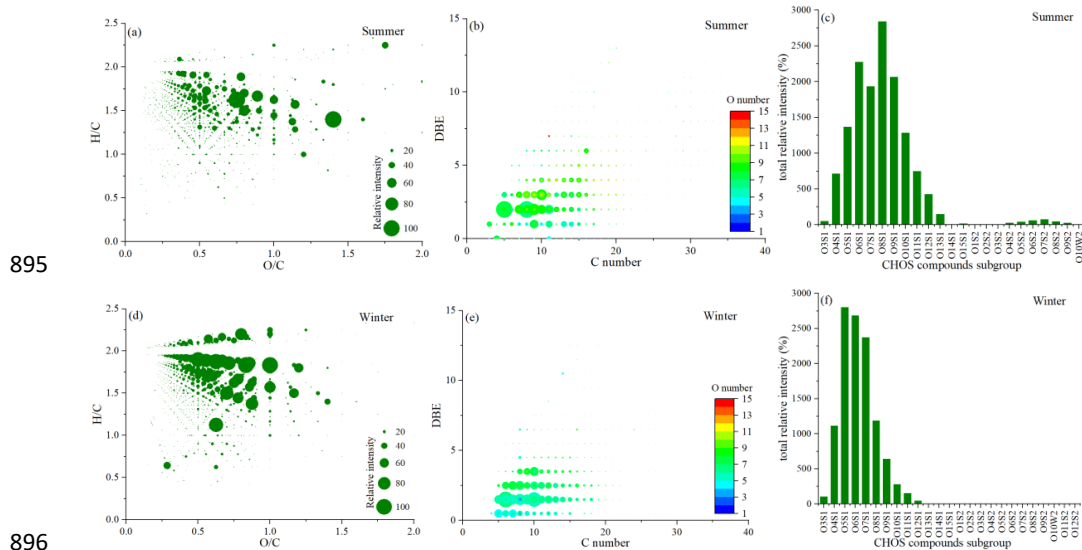 (a)
Summer
2.5
2.0
1.5
1.0
0.5
0.0
H/C
0.0
0.5
1.0
1.5
2.0
O/C
Relative intensity
20
40
60
80
100
(b)
Summer
15
10
5
0
DBE
0
10
20
30
40
C number
O number
15
13
11
9
7
5
3
1
(c)
Summer
3000
2500
2000
1500
1000
500
0
total relative intensity (%)
O3S1
O4S1
O5S1
O6S1
O7S1
O8S1
O9S1
O10S1
O11S1
O12S1
O13S1
O14S1
O15S1
O1S2
O2S2
O3S2
O4S2
O5S2
O6S2
O7S2
O8S2
O9S2
O10W2
CHOS compounds subgroup
895
(d)
Winter
2.5
2.0
1.5
1.0
0.5
0.0
H/C
0.0
0.5
1.0
1.5
2.0
O/C
Relative intensity
20
40
60
80
100
(e)
Winter
15
10
5
0
DBE
0
10
20
30
40
C number
O number
15
13
11
9
7
5
3
1
(f)
Winter
3000
2500
2000
1500
1000
500
0
total relative intensity (%)
O3S1
O4S1
O5S1
O6S1
O7S1
O8S1
O9S1
O10S1
O11S1
O12S1
O13S1
O14S1
O15S1
O1S2
O2S2
O3S2
O4S2
O5S2
O6S2
O7S2
O8S2
O9S2
O10W2
O11S2
O12S2
CHOS compounds subgroup
896